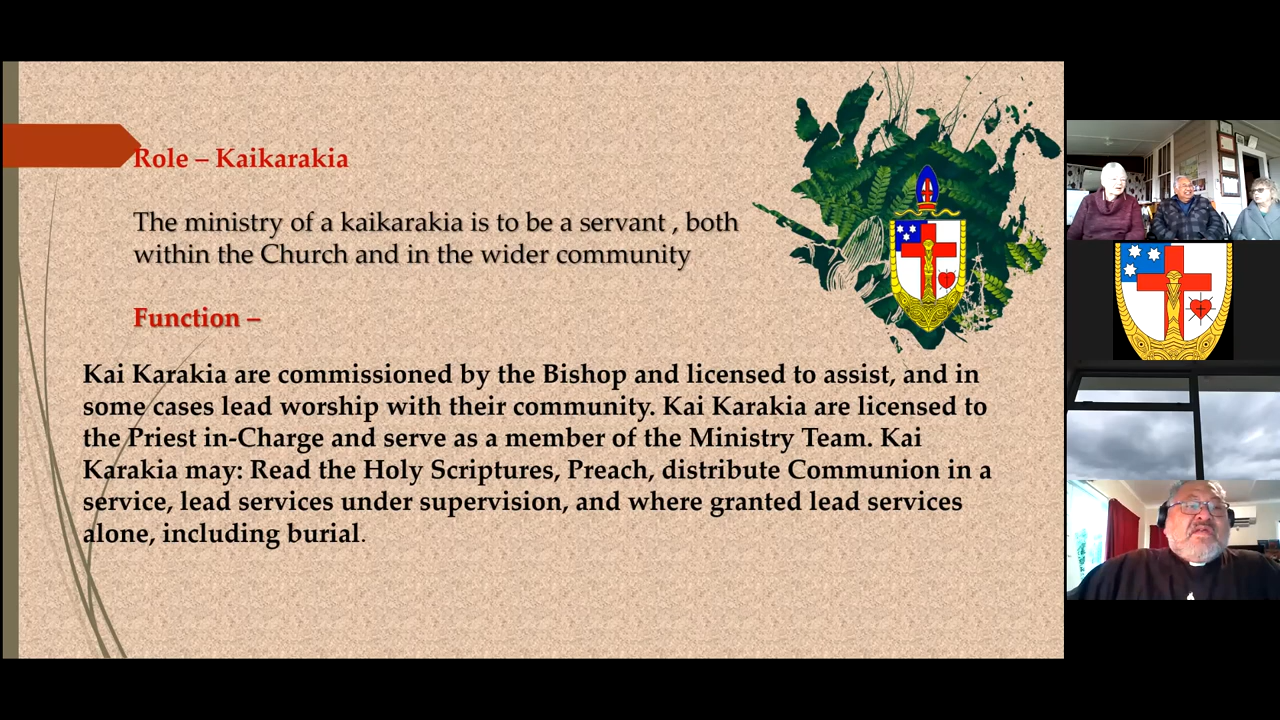 Role – Kaikarakia
The ministry of a kaikarakia is to be a servant , both
within the Church and in the wider community
Function –
Kai Karakia are commissioned by the Bishop and licensed to assist, and in
some cases lead worship with their community. Kai Karakia are licensed to
the Priest in-Charge and serve as a member of the Ministry Team. Kai
Karakia may: Read the Holy Scriptures, Preach, distribute Communion in a
service, lead services under supervision, and where granted lead services
alone, including burial.